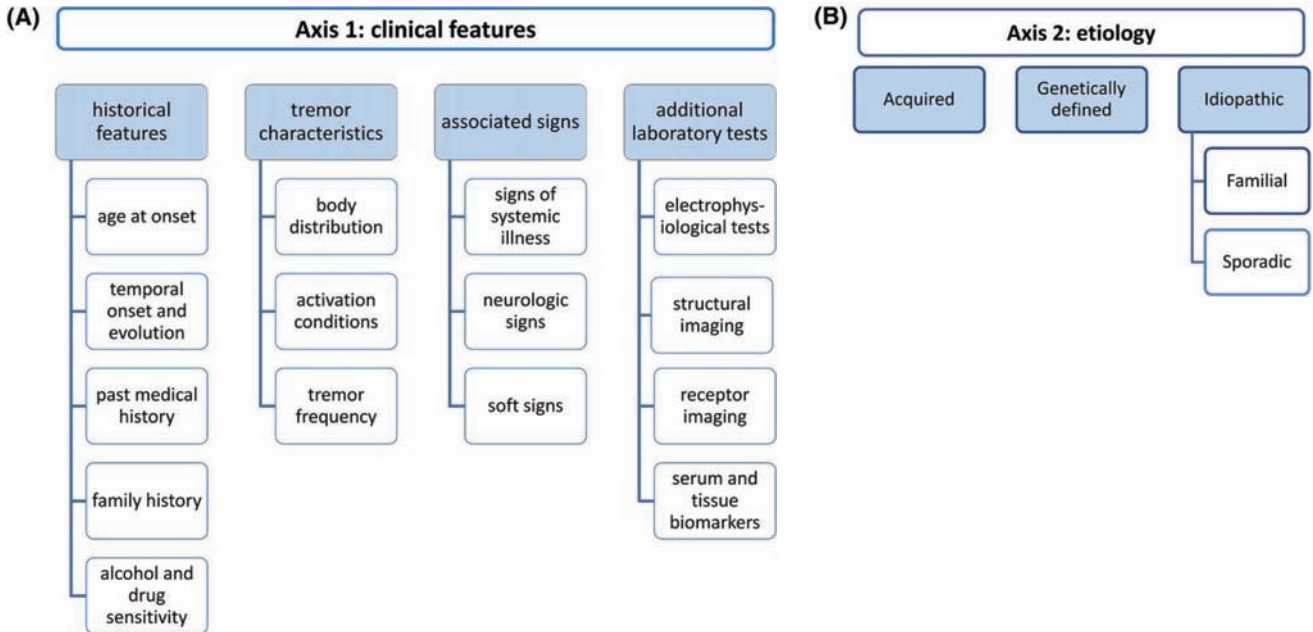 (A)
Axis 1: clinical features
historical
features
age at onset
temporal
onset and
evolution
past medical
history
family history
alcohol and
drug
sensitivity
tremor
characteristics
body
distribution
activation
conditions
tremor
frequency
associated signs
signs of
systemic
illness
neurologic
signs
soft signs
additional
laboratory tests
electrophys-
iological tests
structural
imaging
receptor
imaging
serum and
tissue
biomarkers
(B)
Axis 2: etiology
Acquired
Genetically
defined
Idiopathic
Familial
Sporadic